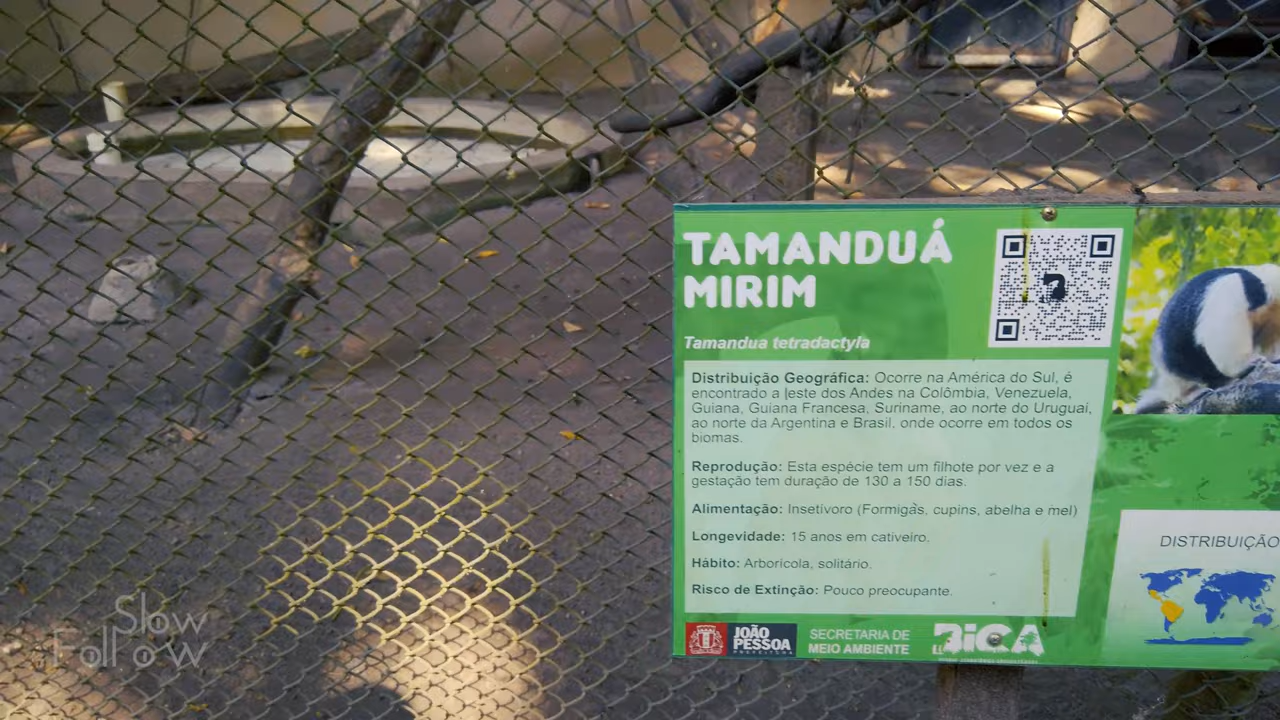 TAMANDUÁ
MIRIM
Tamandua tetradactyla
Distribuição Geográfica: Ocorre na América do Sul, é
encontrado a leste dos Andes na Colômbia, Venezuela,
Guiana, Guiana Francesa, Suriname, ao norte do Uruguai,
ao norte da Argentina e Brasil, onde ocorre em todos os
biomas.
Reprodução: Esta espécie tem um filhote por vez e a
gestação tem duração de 130 a 150 dias.
Alimentação: Insetívoro (Formigas, cupins, abelha e mel)
Longevidade: 15 anos em cativeiro.
Hábito: Arborícola, solitário.
Risco de Extinção: Pouco preocupante.
DISTRIBUIÇÃO
JOÃO
PESSOA
PREFEITURA
SECRETARIA DE
MEIO AMBIENTE
BiCA
Slow
Follow